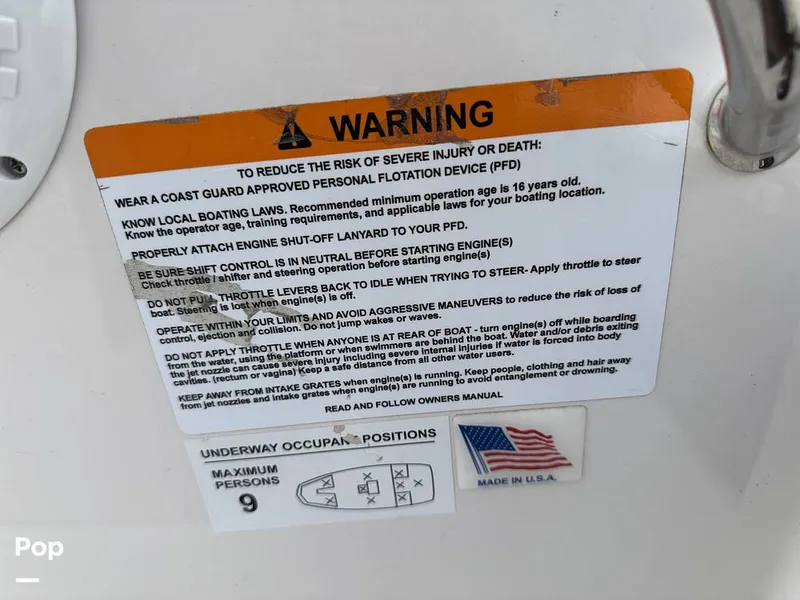 WARNING
TO REDUCE THE RISK OF SEVERE INJURY OR DEATH:
WEAR A COAST GUARD APPROVED PERSONAL FLOTATION DEVICE (PFD)
KNOW LOCAL BOATING LAWS. Recommended minimum operation age is 16 years old.
Know the operator age, training requirements, and applicable laws for your boating location.
PROPERLY ATTACH ENGINE SHUT-OFF LANYARD TO YOUR PFD.
BE SURE SHIFT CONTROL IS IN NEUTRAL BEFORE STARTING ENGINE(S)
Check throttle / shifter and steering operation before starting engine(s)
DO NOT PULL THROTTLE LEVERS BACK TO IDLE WHEN TRYING TO STEER- Apply throttle to steer
boat. Steering is lost when engine(s) is off.
OPERATE WITHIN YOUR LIMITS AND AVOID AGGRESSIVE MANEUVERS to reduce the risk of loss of
control, ejection and collision. Do not jump wakes or waves.
DO NOT APPLY THROTTLE WHEN ANYONE IS AT REAR OF BOAT - turn engine(s) off while boarding
from the water, using the platform or when swimmers are behind the boat. Water and/or debris exiting
the jet nozzle can cause severe injury including severe internal injuries if water is forced into body
cavities. (rectum or vagina) Keep a safe distance from all other water users.
KEEP AWAY FROM INTAKE GRATES when engine(s) is running. Keep people, clothing and hair away
from jet nozzles and intake grates when engine(s) are running to avoid entanglement or drowning.
READ AND FOLLOW OWNERS MANUAL
UNDERWAY OCCUPAN POSITIONS
MAXIMUM
PERSONS
9
MADE IN U.S.A.
Pop